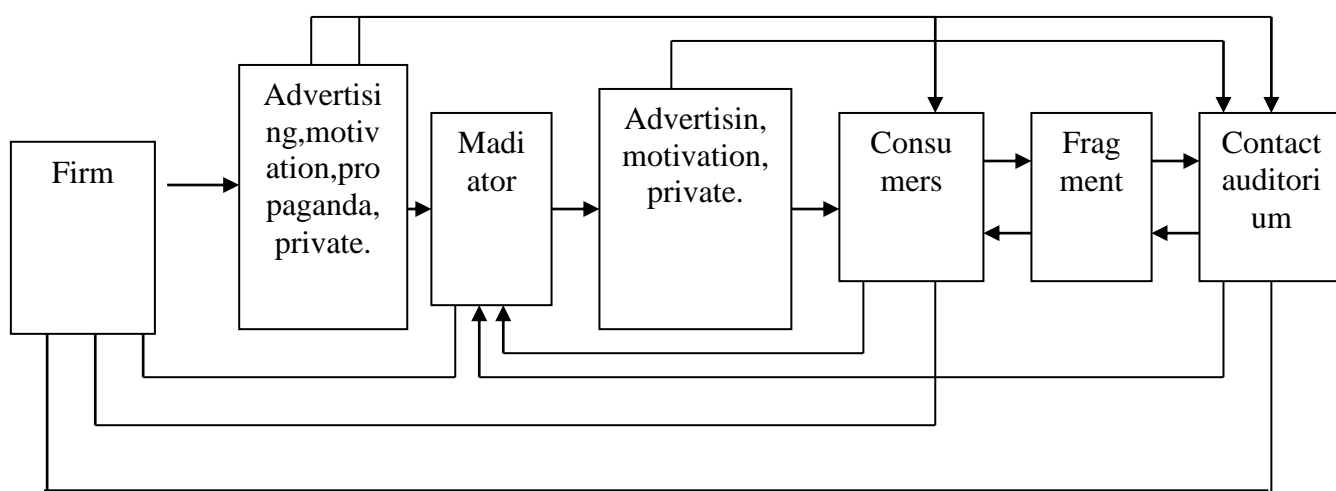 Firm
Advertisi
ng,motiv
ation,pro
paganda,
private.
Madi
ator
Advertisin,
motivation,
private.
Consu
mers
Frag
ment
Contact
auditori
um